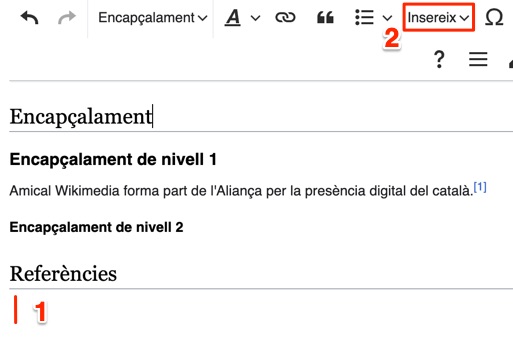 Encapçalament A Insereix Ω
2
?
Encapçalament
Encapçalament de nivell 1
Amical Wikimedia forma part de l'Aliança per la presència digital del català.[1]
Encapçalament de nivell 2
Referències
1